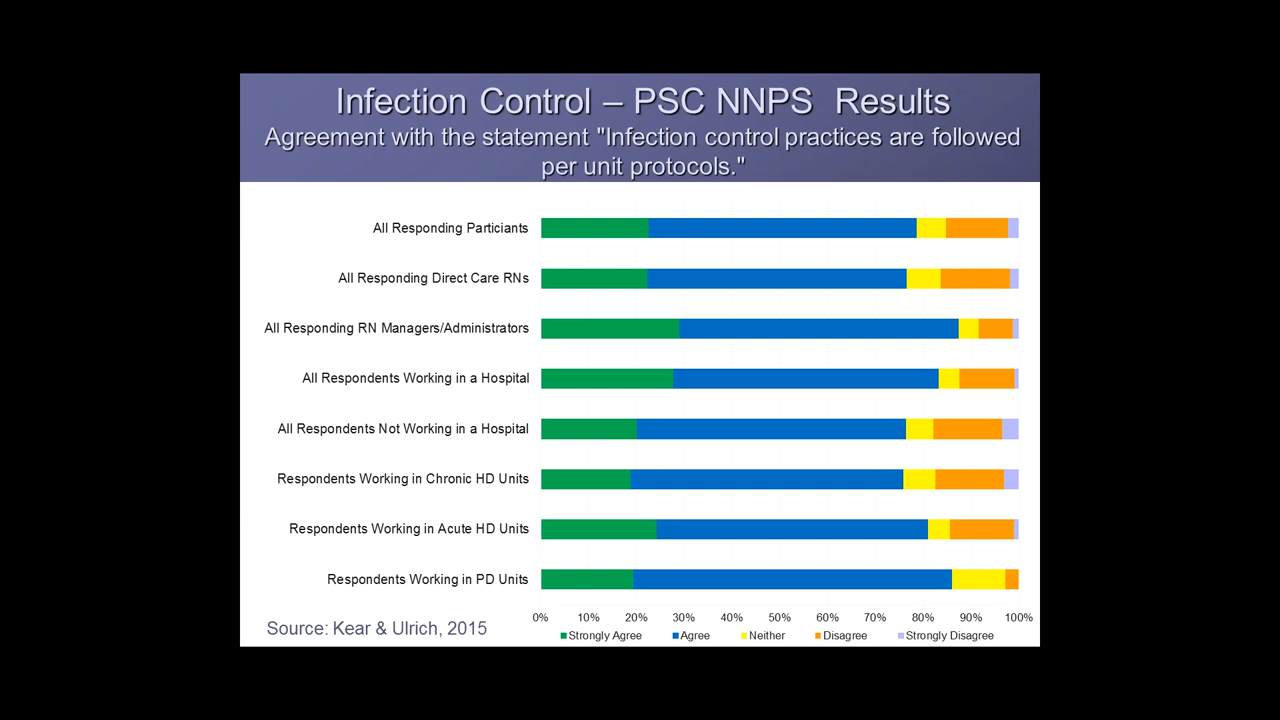 Infection Control – PSC NNPS Results
Agreement with the statement "Infection control practices are followed
per unit protocols."
All Responding Particiants
All Responding Direct Care RNs
All Responding RN Managers/Administrators
All Respondents Working in a Hospital
All Respondents Not Working in a Hospital
Respondents Working in Chronic HD Units
Respondents Working in Acute HD Units
Respondents Working in PD Units
0% 10% 20% 30% 40% 50% 60% 70% 80% 90% 100%
Strongly Agree Agree Neither Disagree Strongly Disagree
Source: Kear & Ulrich, 2015